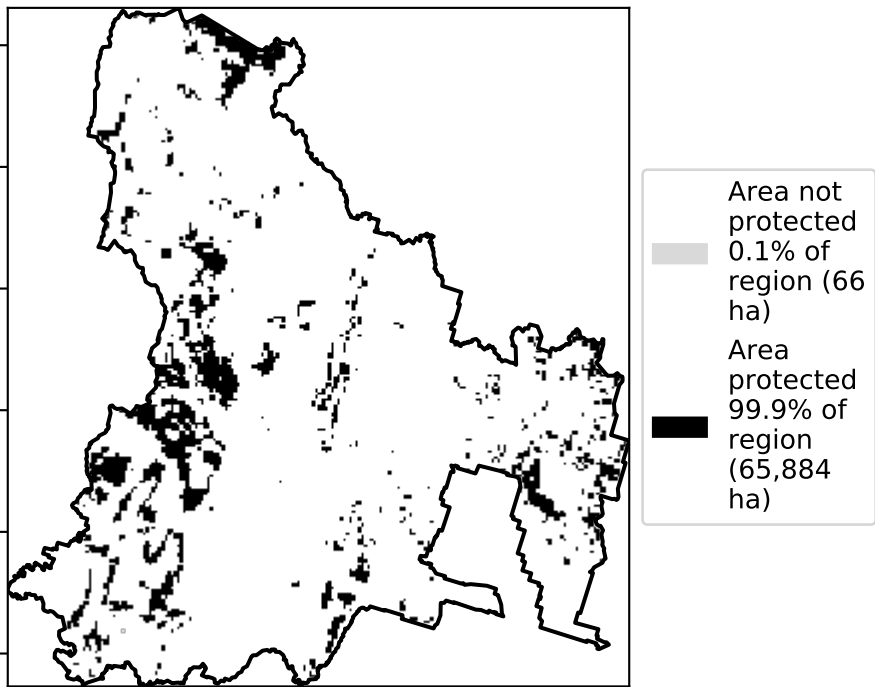 Area not
protected
0.1% of
region (66
ha)
Area
protected
99.9% of
region
(65,884
ha)